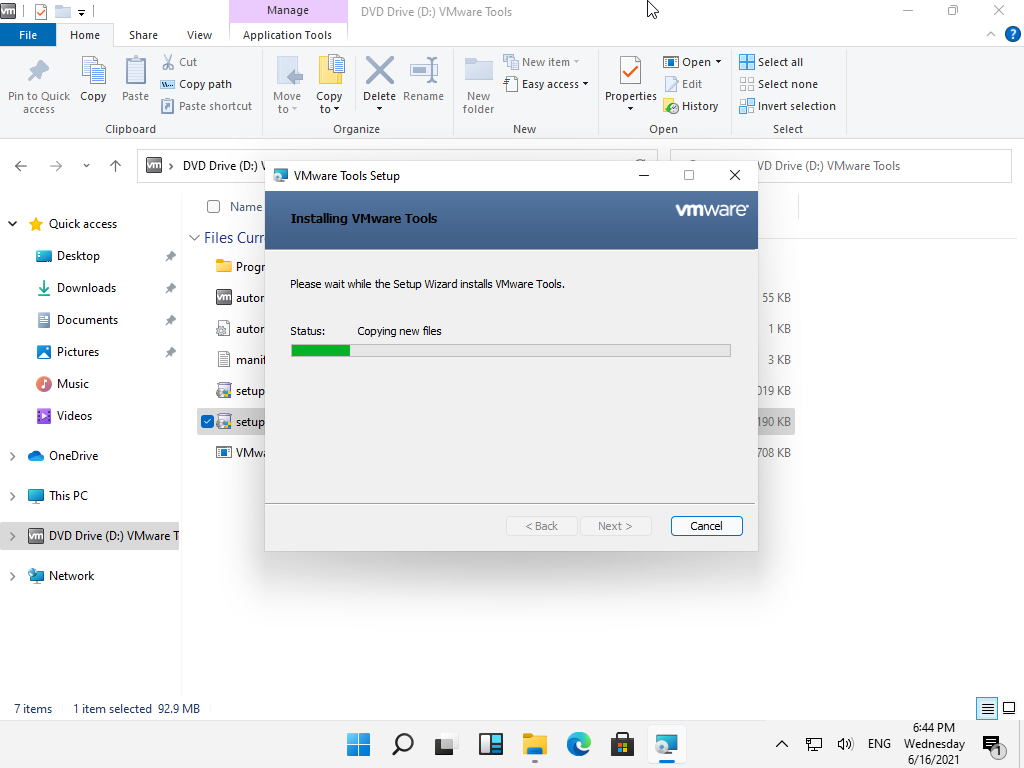 vm
Manage
DVD Drive (D:) VMware Tools
File
Home
Share
View
Application Tools
?
Pin to Quick access
Copy
Paste
Cut
Copy path
Paste shortcut
Clipboard
Move to
Copy to
Delete
Rename
Organize
New folder
New item
Easy access
New
Properties
Open
Edit
History
Open
Select all
Select none
Invert selection
Select
vm
DVD Drive (D:)
VD Drive (D:) VMware Tools
Quick access
Desktop
Downloads
Documents
Pictures
Music
Videos
OneDrive
This PC
vm
DVD Drive (D:) VMware T
Network
Name
Files Curr
Progr
vm
autor
55 KB
autor
1 KB
manif
3 KB
setup
019 KB
setup
190 KB
VMwa
708 KB
VMware Tools Setup
Installing VMware Tools
vmware
Please wait while the Setup Wizard installs VMware Tools.
Status:
Copying new files
< Back
Next >
Cancel
7 items
1 item selected
92.9 MB
ENG
6:44 PM
Wednesday
6/16/2021
1